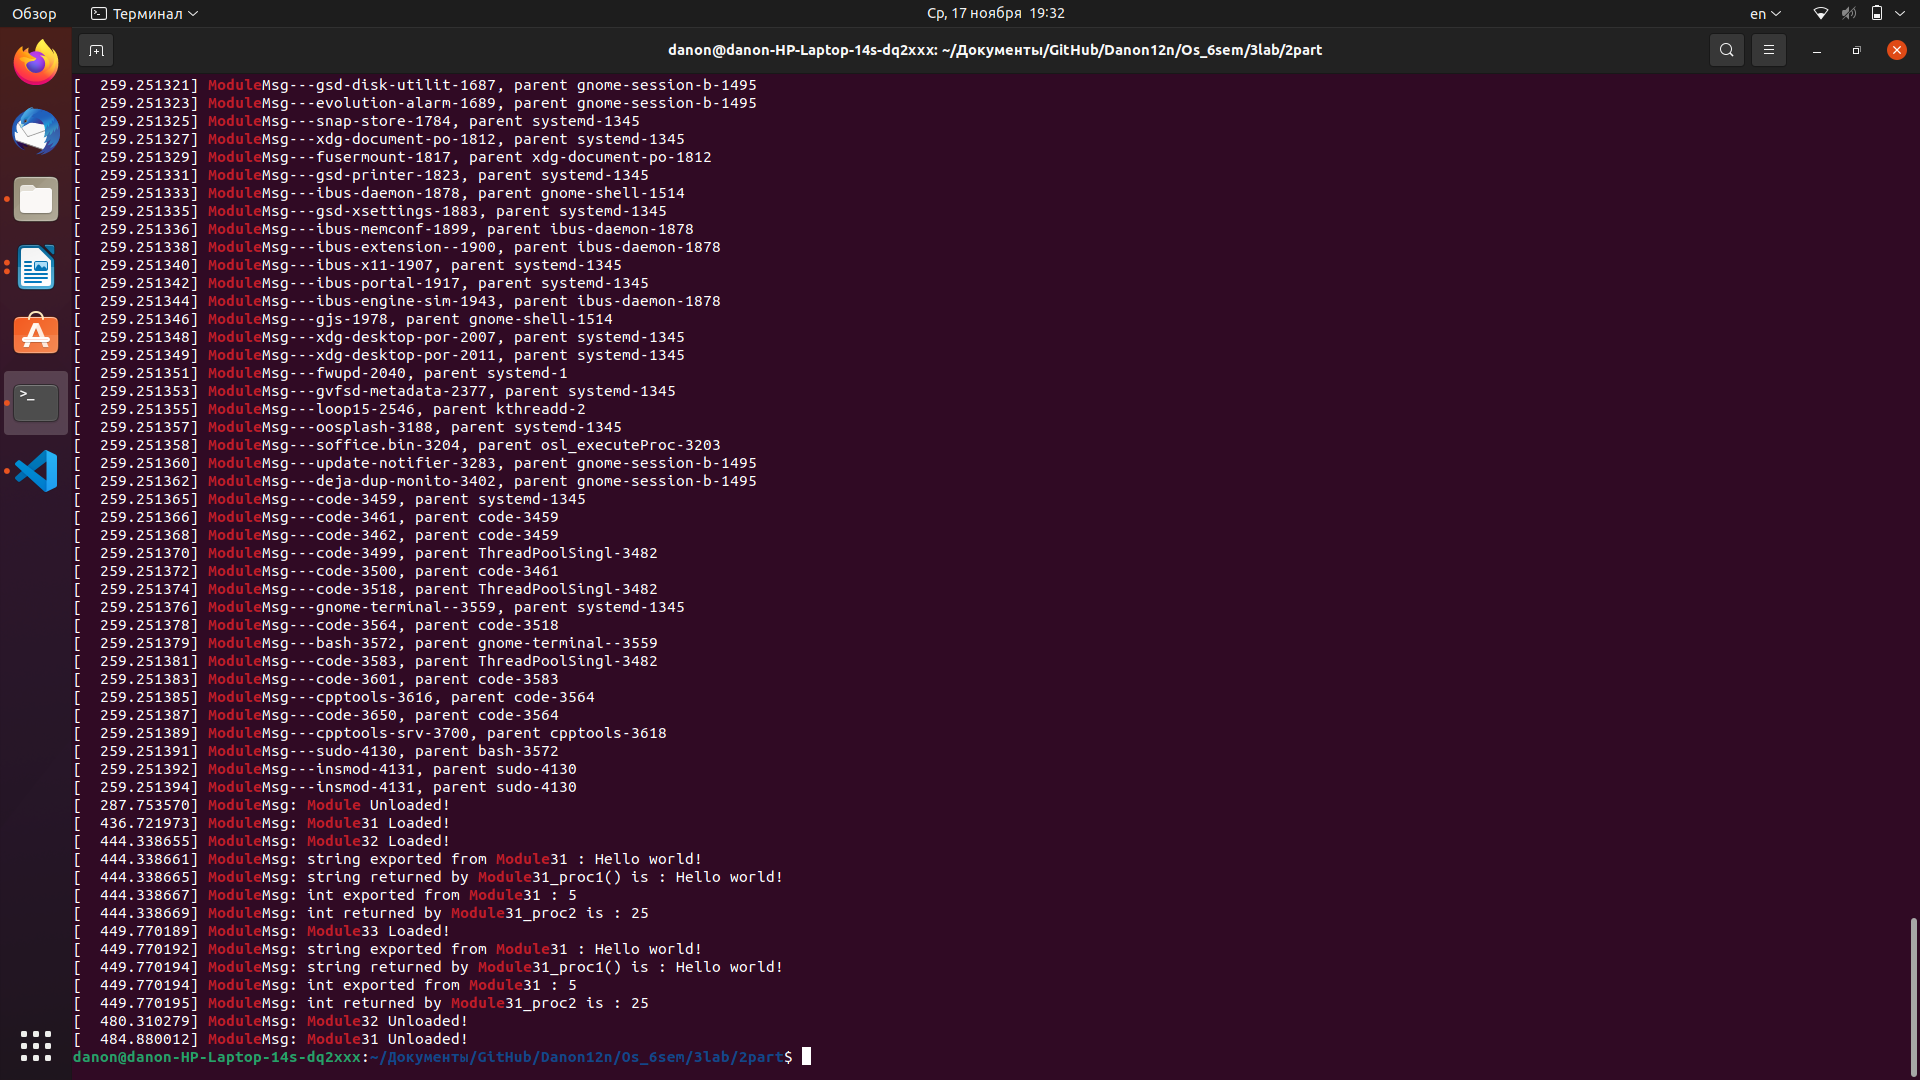 Обзор
Терминал
Ср, 17 ноября 19:32
en
danon@danon-HP-Laptop-14s-dq2xxx: ~/Документы/GitHub/Danon12n/Os_6sem/3lab/2part
[  259.251321] ModuleMsg---gsd-disk-utilit-1687, parent gnome-session-b-1495
[  259.251323] ModuleMsg---evolution-alarm-1689, parent gnome-session-b-1495
[  259.251325] ModuleMsg---snap-store-1784, parent systemd-1345
[  259.251327] ModuleMsg---xdg-document-po-1812, parent systemd-1345
[  259.251329] ModuleMsg---fusermount-1817, parent xdg-document-po-1812
[  259.251331] ModuleMsg---gsd-printer-1823, parent systemd-1345
[  259.251333] ModuleMsg---ibus-daemon-1878, parent gnome-shell-1514
[  259.251335] ModuleMsg---gsd-xsettings-1883, parent systemd-1345
[  259.251336] ModuleMsg---ibus-memconf-1899, parent ibus-daemon-1878
[  259.251338] ModuleMsg---ibus-extension--1900, parent ibus-daemon-1878
[  259.251340] ModuleMsg---ibus-x11-1907, parent systemd-1345
[  259.251342] ModuleMsg---ibus-portal-1917, parent systemd-1345
[  259.251344] ModuleMsg---ibus-engine-sim-1943, parent ibus-daemon-1878
[  259.251346] ModuleMsg---gjs-1978, parent gnome-shell-1514
[  259.251348] ModuleMsg---xdg-desktop-por-2007, parent systemd-1345
[  259.251349] ModuleMsg---xdg-desktop-por-2011, parent systemd-1345
[  259.251351] ModuleMsg---fwupd-2040, parent systemd-1
[  259.251353] ModuleMsg---gvfsd-metadata-2377, parent systemd-1345
[  259.251355] ModuleMsg---loop15-2546, parent kthreadd-2
[  259.251357] ModuleMsg---oosplash-3188, parent systemd-1345
[  259.251358] ModuleMsg---soffice.bin-3204, parent osl_executeProc-3203
[  259.251360] ModuleMsg---update-notifier-3283, parent gnome-session-b-1495
[  259.251362] ModuleMsg---deja-dup-monito-3402, parent gnome-session-b-1495
[  259.251365] ModuleMsg---code-3459, parent systemd-1345
[  259.251366] ModuleMsg---code-3461, parent code-3459
[  259.251368] ModuleMsg---code-3462, parent code-3459
[  259.251370] ModuleMsg---code-3499, parent ThreadPoolSingl-3482
[  259.251372] ModuleMsg---code-3500, parent code-3461
[  259.251374] ModuleMsg---code-3518, parent ThreadPoolSingl-3482
[  259.251376] ModuleMsg---gnome-terminal--3559, parent systemd-1345
[  259.251378] ModuleMsg---code-3564, parent code-3518
[  259.251379] ModuleMsg---bash-3572, parent gnome-terminal--3559
[  259.251381] ModuleMsg---code-3583, parent ThreadPoolSingl-3482
[  259.251383] ModuleMsg---code-3601, parent code-3583
[  259.251385] ModuleMsg---cpptools-3616, parent code-3564
[  259.251387] ModuleMsg---code-3650, parent code-3564
[  259.251389] ModuleMsg---cpptools-srv-3700, parent cpptools-3618
[  259.251391] ModuleMsg---sudo-4130, parent bash-3572
[  259.251392] ModuleMsg---insmod-4131, parent sudo-4130
[  259.251394] ModuleMsg---insmod-4131, parent sudo-4130
[  287.753570] ModuleMsg: Module Unloaded!
[  436.721973] ModuleMsg: Module31 Loaded!
[  444.338655] ModuleMsg: Module32 Loaded!
[  444.338661] ModuleMsg: string exported from Module31 : Hello world!
[  444.338665] ModuleMsg: string returned by Module31_proc1() is : Hello world!
[  444.338667] ModuleMsg: int exported from Module31 : 5
[  444.338669] ModuleMsg: int returned by Module31_proc2 is : 25
[  449.770189] ModuleMsg: Module33 Loaded!
[  449.770192] ModuleMsg: string exported from Module31 : Hello world!
[  449.770194] ModuleMsg: string returned by Module31_proc1() is : Hello world!
[  449.770194] ModuleMsg: int exported from Module31 : 5
[  449.770195] ModuleMsg: int returned by Module31_proc2 is : 25
[  480.310279] ModuleMsg: Module32 Unloaded!
[  484.880012] ModuleMsg: Module31 Unloaded!
danon@danon-HP-Laptop-14s-dq2xxx:~/Документы/GitHub/Danon12n/Os_6sem/3lab/2part$